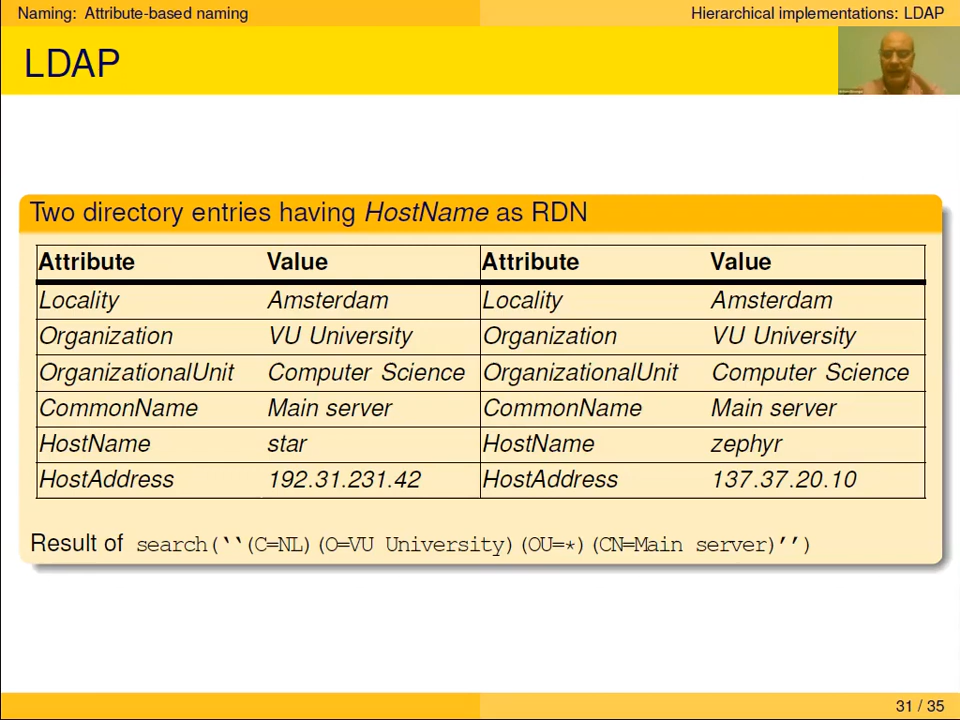 Naming: Attribute-based naming Hierarchical implementations: LDAP
LDAP
Two directory entries having HostName as RDN
Attribute Value Attribute Value
Locality Amsterdam Locality Amsterdam
Organization VU University Organization VU University
OrganizationalUnit Computer Science OrganizationalUnit Computer Science
CommonName Main server CommonName Main server
HostName star HostName zephyr
HostAddress 192.31.231.42 HostAddress 137.37.20.10
Result of search(‘‘(C=NL)(O=VU University)(OU=*)(CN=Main server)’’)
31 / 35